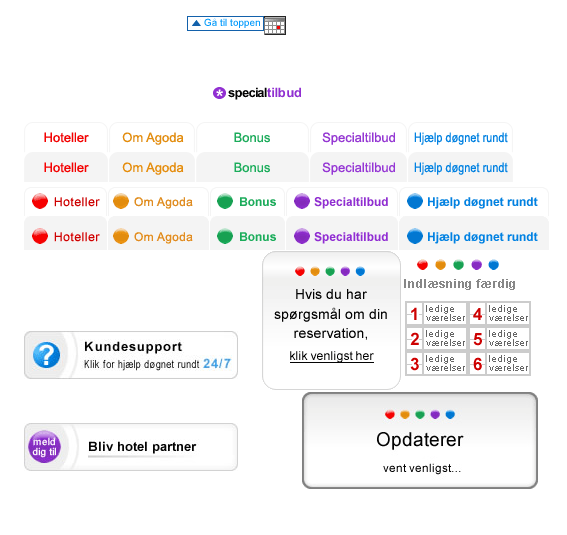 Gå til toppen
specialtilbud
Hoteller Om Agoda Bonus Specialtilbud Hjælp døgnet rundt
Hoteller Om Agoda Bonus Specialtilbud Hjælp døgnet rundt
Hoteller Om Agoda Bonus Specialtilbud Hjælp døgnet rundt
Hoteller Om Agoda Bonus Specialtilbud Hjælp døgnet rundt
Hvis du har
spørgsmål om din
reservation,
klik venligst her
Indlæsning færdig
1 ledige værelser 4 ledige værelser
2 ledige værelser 5 ledige værelser
3 ledige værelser 6 ledige værelser
? Kundesupport
Klik for hjælp døgnet rundt 24/7
Opdaterer
vent venligst...
meld
dig til
Bliv hotel partner